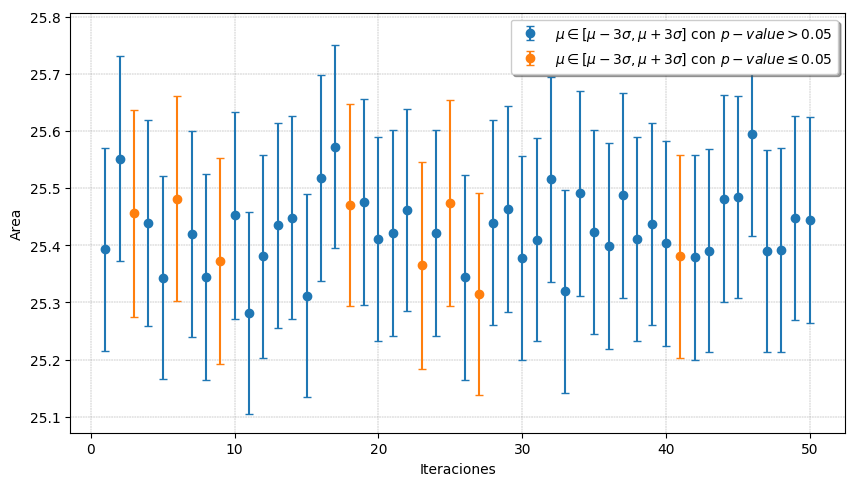 25.8
25.7
25.6
25.5
25.4
25.3
25.2
25.1
Area
μ ∈ [μ − 3σ, μ + 3σ] con p − value > 0.05
μ ∈ [μ − 3σ, μ + 3σ] con p − value ≤ 0.05
0 10 20 30 40 50
Iteraciones